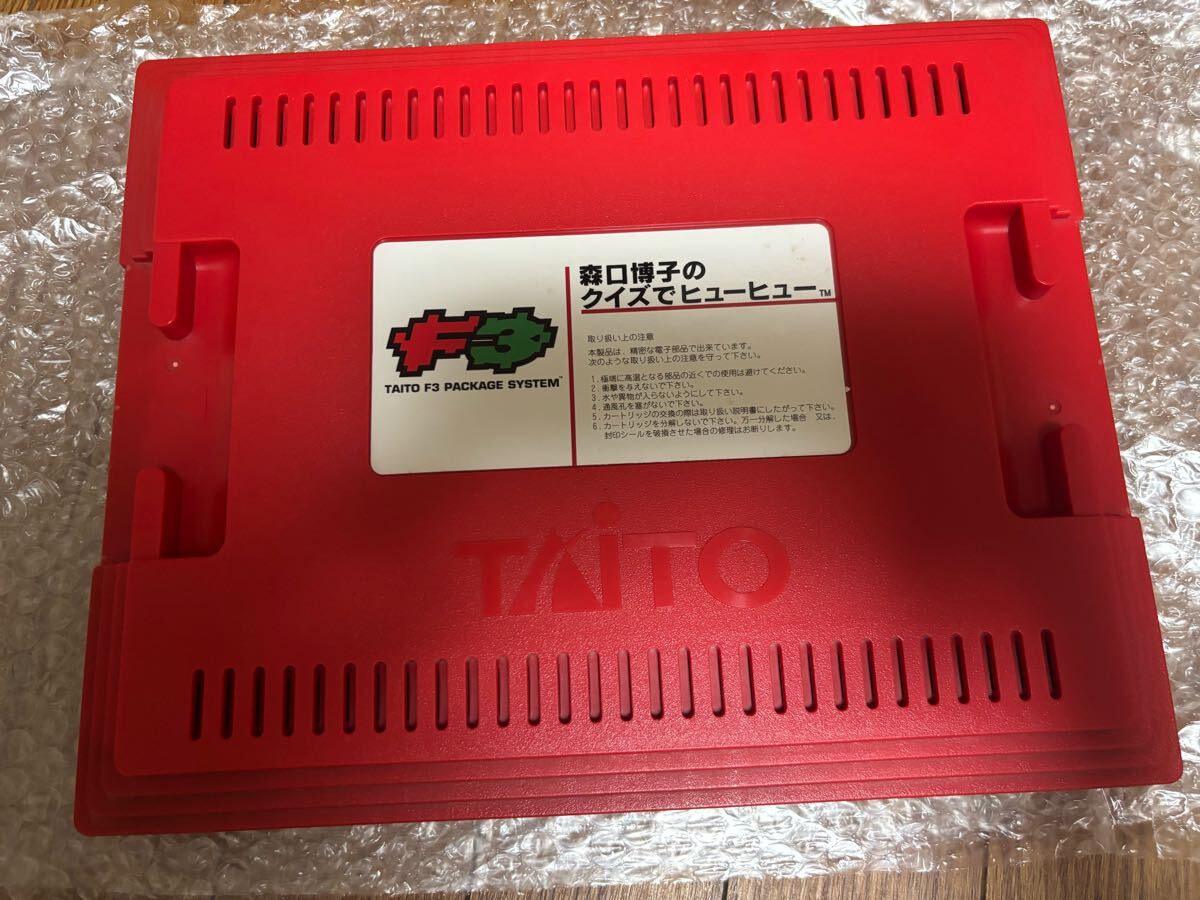 森口博子の
クイズでヒューヒュー™
F3
TAITO F3 PACKAGE SYSTEM™
取り扱い上の注意
本製品は、精密な電子部品で出来ています。
次のような取り扱い上の注意を守って下さい。
1.極端に高温となる部品の近くでの使用は避けてください。
2.衝撃を与えないで下さい。
3.水や異物が入らないようにして下さい。
4.通風孔を塞がないで下さい。
5.カートリッジの交換の際は取り扱い説明書にしたがって下さい。
6.カートリッジを分解しないで下さい。万一分解した場合 又は、
封印シールを破損させた場合の修理はお断りします。
TAiTO